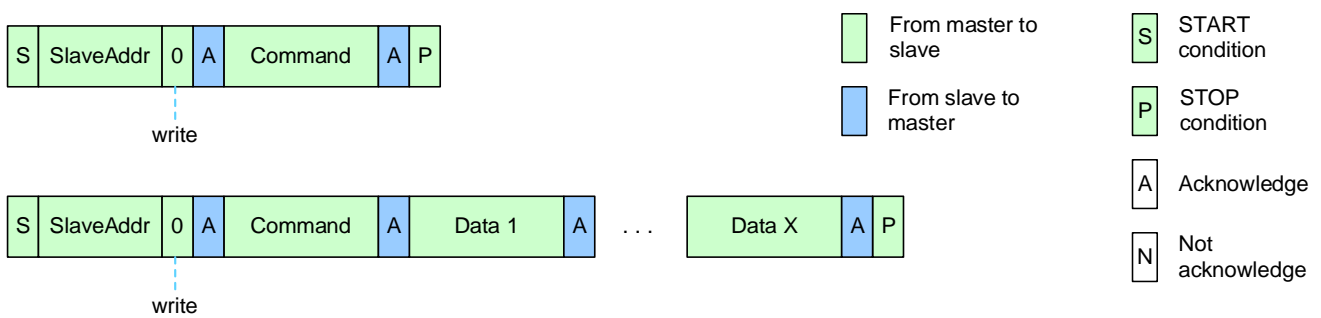 S SlaveAddr 0 A Command A P
write
S SlaveAddr 0 A Command A Data 1 A . . . Data X A P
write
From master to
slave
From slave to
master
S START
condition
P STOP
condition
A Acknowledge
N Not
acknowledge